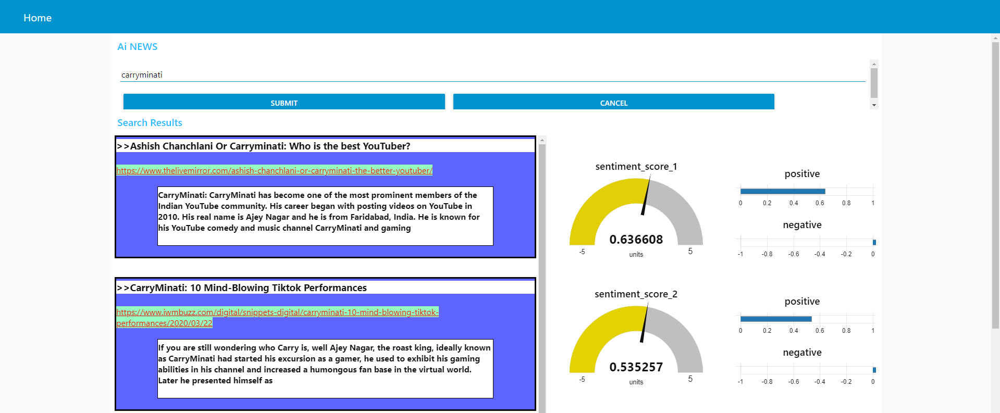 Home
Ai NEWS
carryminati
SUBMIT
CANCEL
Search Results
>>Ashish Chanchlani Or Carryminati: Who is the best YouTuber?
https://www.thelivemirror.com/ashish-chanchlani-or-carryminati-the-better-youtuber/
CarryMinati: CarryMinati has become one of the most prominent members of the
Indian YouTube community. His career began with posting videos on YouTube in
2010. His real name is Ajey Nagar and he is from Faridabad, India. He is known for
his YouTube comedy and music channel CarryMinati and gaming
sentiment_score_1
0.636608
-5
units
5
positive
0 0.2 0.4 0.6 0.8 1
negative
-1 -0.8 -0.6 -0.4 -0.2 0
>>CarryMinati: 10 Mind-Blowing Tiktok Performances
https://www.iwmbuzz.com/digital/snippets-digital/carryminati-10-mind-blowing-tiktok-
performances/2020/03/22
If you are still wondering who Carry is, well Ajey Nagar, the roast king, ideally known
as CarryMinati had started his excursion as a gamer, he used to exhibit his gaming
abilities in his channel and increased a humongous fan base in the virtual world.
Later he presented himself as
sentiment_score_2
0.535257
-5
units
5
positive
0 0.2 0.4 0.6 0.8 1
negative
-1 -0.8 -0.6 -0.4 -0.2 0